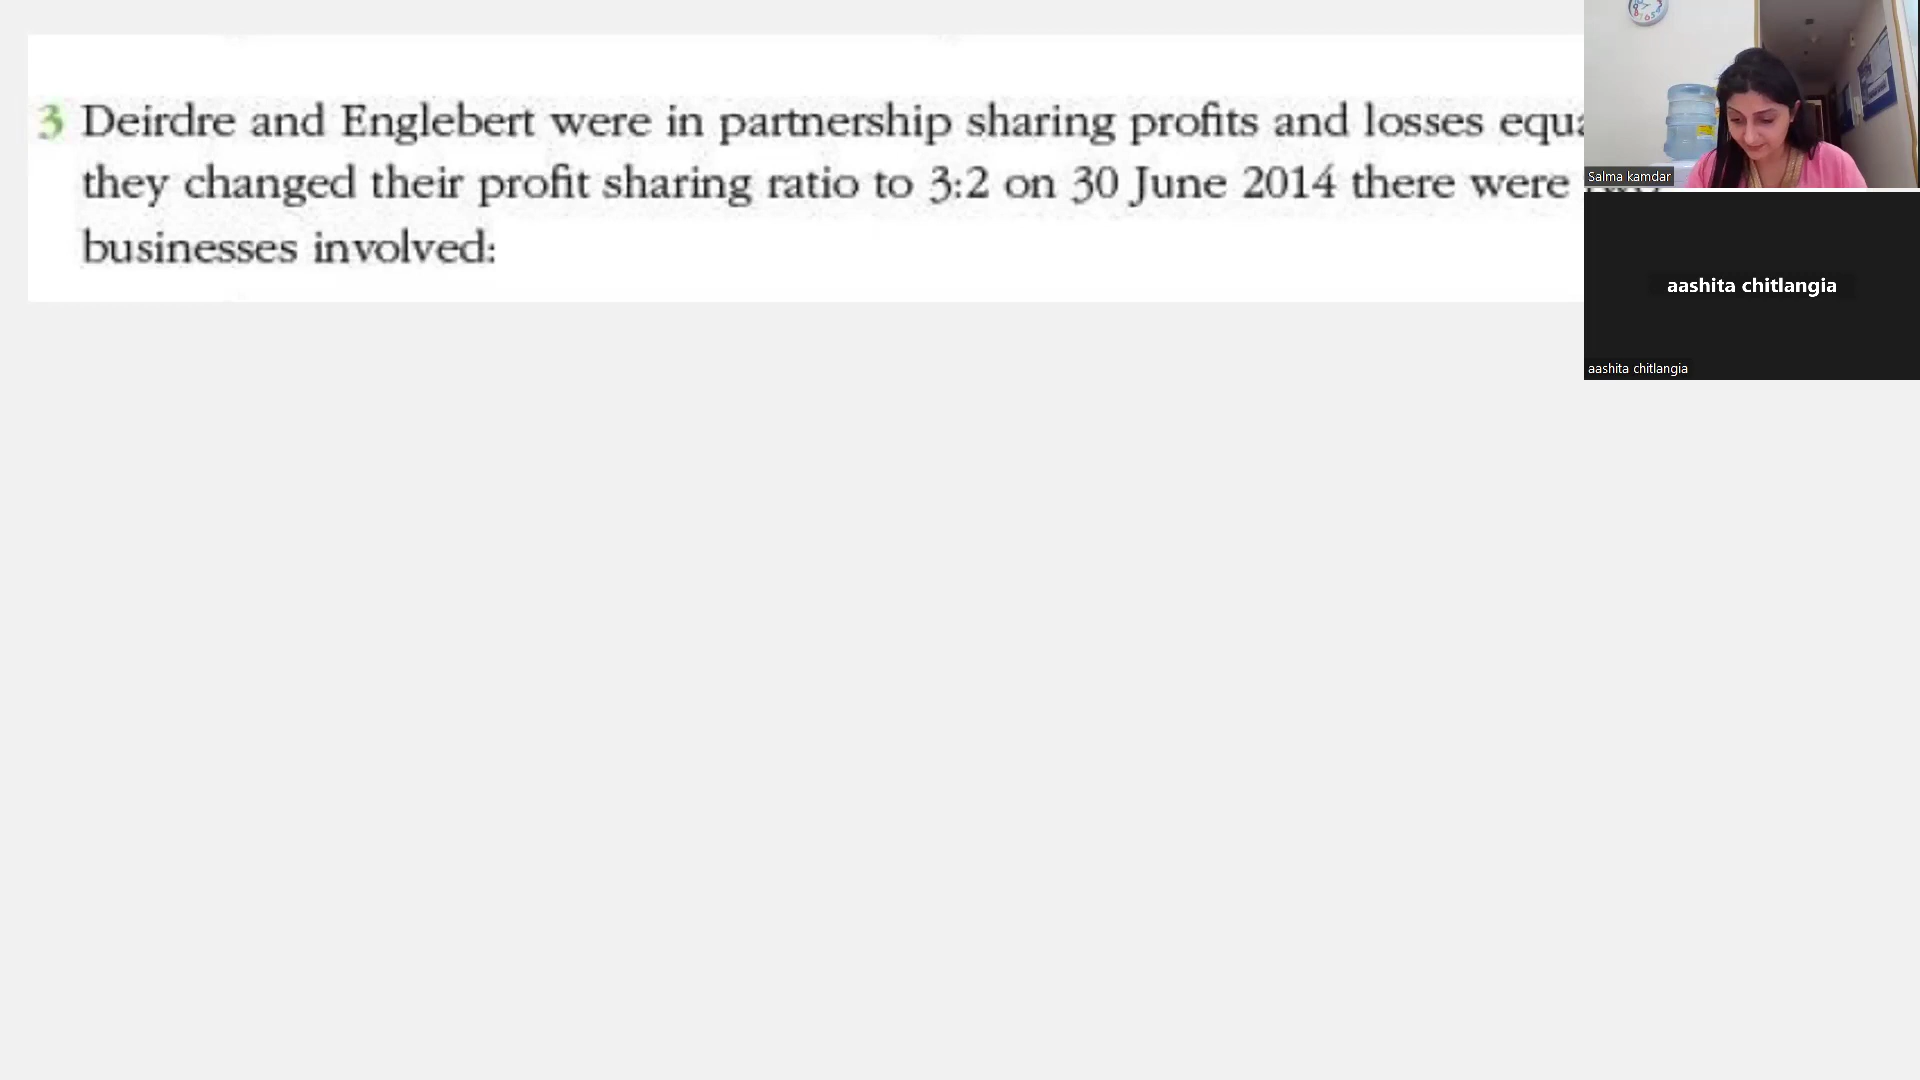 3 Deirdre and Englebert were in partnership sharing profits and losses equa
they changed their profit sharing ratio to 3:2 on 30 June 2014 there were
businesses involved:
Salma kamdar
aashita chitlangia
aashita chitlangia